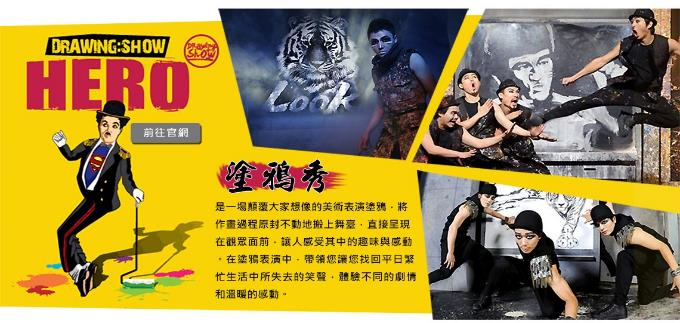 DRAWING:SHOW
DRAWING
SHOW
HERO
前往官網
Look
塗鴉秀
是一場顛覆大家想像的美術表演塗鴉，將
作畫過程原封不動地搬上舞臺，直接呈現
在觀眾面前，讓人感受其中的趣味與感動
。在塗鴉表演中，帶領您讓您找回平日繁
忙生活中所失去的笑聲，體驗不同的劇情
和溫暖的感動。